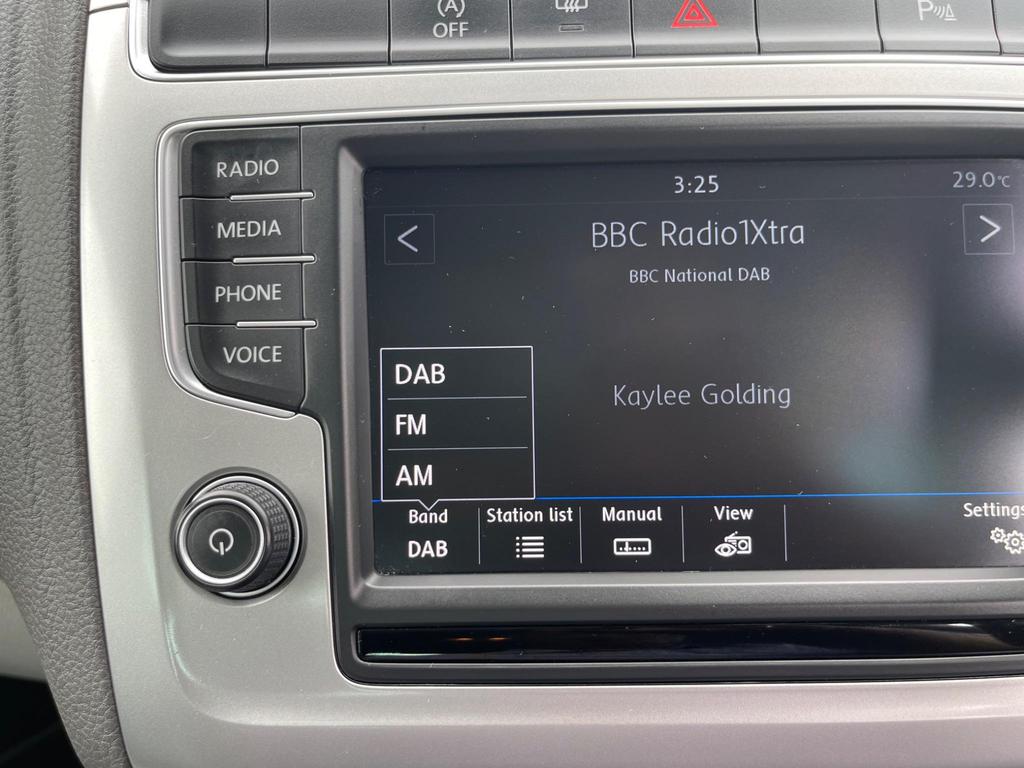 OFF
P
RADIO
MEDIA
PHONE
VOICE
3:25
29.0°C
BBC Radio1Xtra
BBC National DAB
Kaylee Golding
DAB
FM
AM
Band
DAB
Station list
Manual
View
Settings